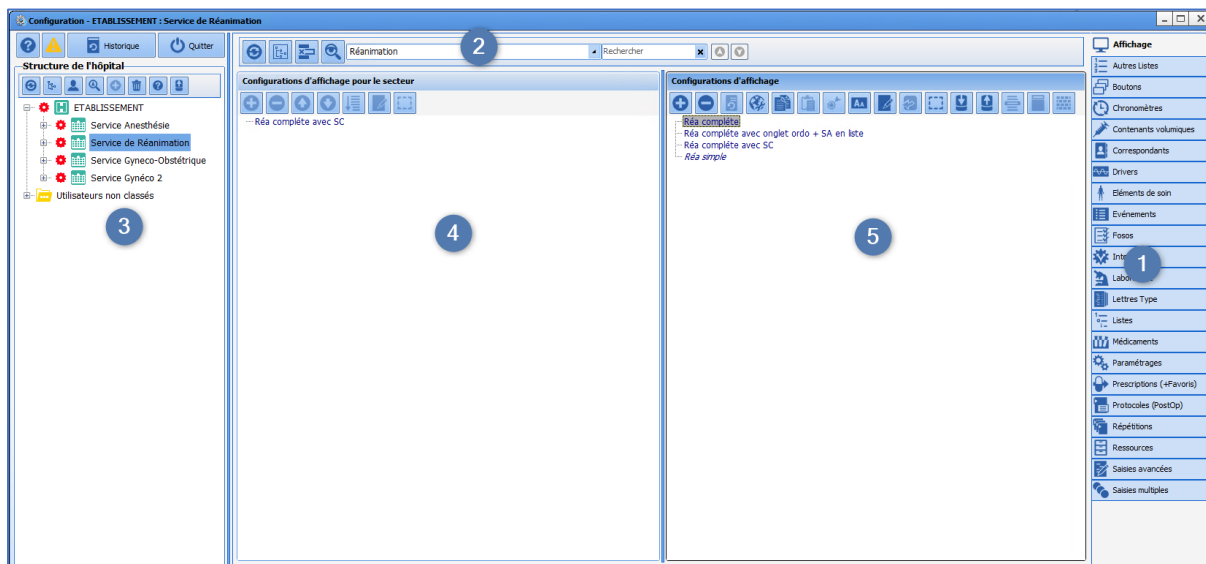 Configuration - ETABLISSEMENT : Service de Réanimation
Historique
Quitter
Structure de l'hôpital
ETABLISSEMENT
Service Anesthésie
Service de Réanimation
Service Gyneco-Obstétrique
Service Gynéco 2
Utilisateurs non classés
3
Réanimation
2
Rechercher
Configurations d'affichage pour le secteur
Réa compléte avec SC
4
Configurations d'affichage
Réa compléte
Réa compléte avec onglet ordo + SA en liste
Réa compléte avec SC
Réa simple
5
Affichage
Autres Listes
Boutons
Chronomètres
Contenants volumiques
Correspondants
Drivers
Eléments de soin
Evénements
Fosos
1
Lettres Type
Listes
Médicaments
Paramétrages
Prescriptions (+Favoris)
Protocoles (PostOp)
Répétitions
Ressources
Saisies avancées
Saisies multiples